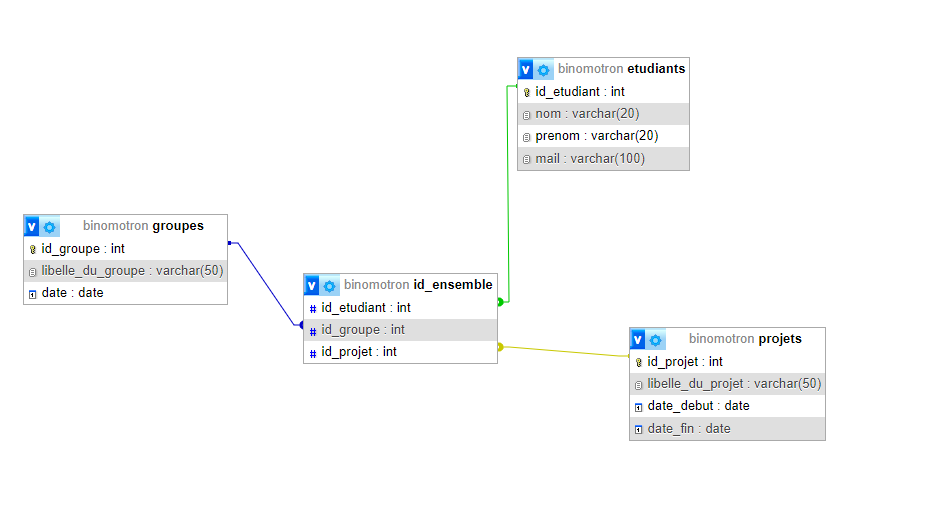 binomotron etudiants
id_etudiant : int
nom : varchar(20)
prenom : varchar(20)
mail : varchar(100)
binomotron groupes
id_groupe : int
libelle_du_groupe : varchar(50)
date : date
binomotron id_ensemble
id_etudiant : int
id_groupe : int
id_projet : int
binomotron projets
id_projet : int
libelle_du_projet : varchar(50)
date_debut : date
date_fin : date